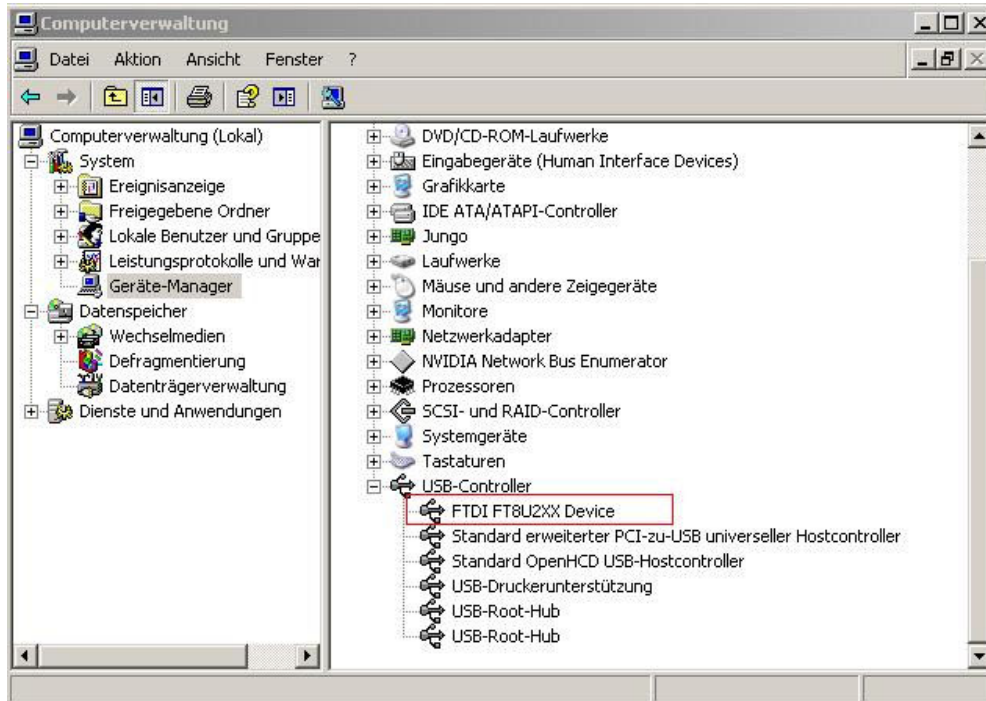 Computerverwaltung
Datei Aktion Ansicht Fenster ?
Computerverwaltung (Lokal)
System
Ereignisanzeige
Freigegebene Ordner
Lokale Benutzer und Gruppe
Leistungsprotokolle und War
Geräte-Manager
Datenspeicher
Wechselmedien
Defragmentierung
Datenträgerverwaltung
Dienste und Anwendungen
DVD/CD-ROM-Laufwerke
Eingabegeräte (Human Interface Devices)
Grafikkarte
IDE ATA/ATAPI-Controller
Jungo
Laufwerke
Mäuse und andere Zeigegeräte
Monitore
Netzwerkadapter
NVIDIA Network Bus Enumerator
Prozessoren
SCSI- und RAID-Controller
Systemgeräte
Tastaturen
USB-Controller
FTDI FT8U2XX Device
Standard erweiterter PCI-zu-USB universeller Hostcontroller
Standard OpenHCD USB-Hostcontroller
USB-Druckerunterstützung
USB-Root-Hub
USB-Root-Hub